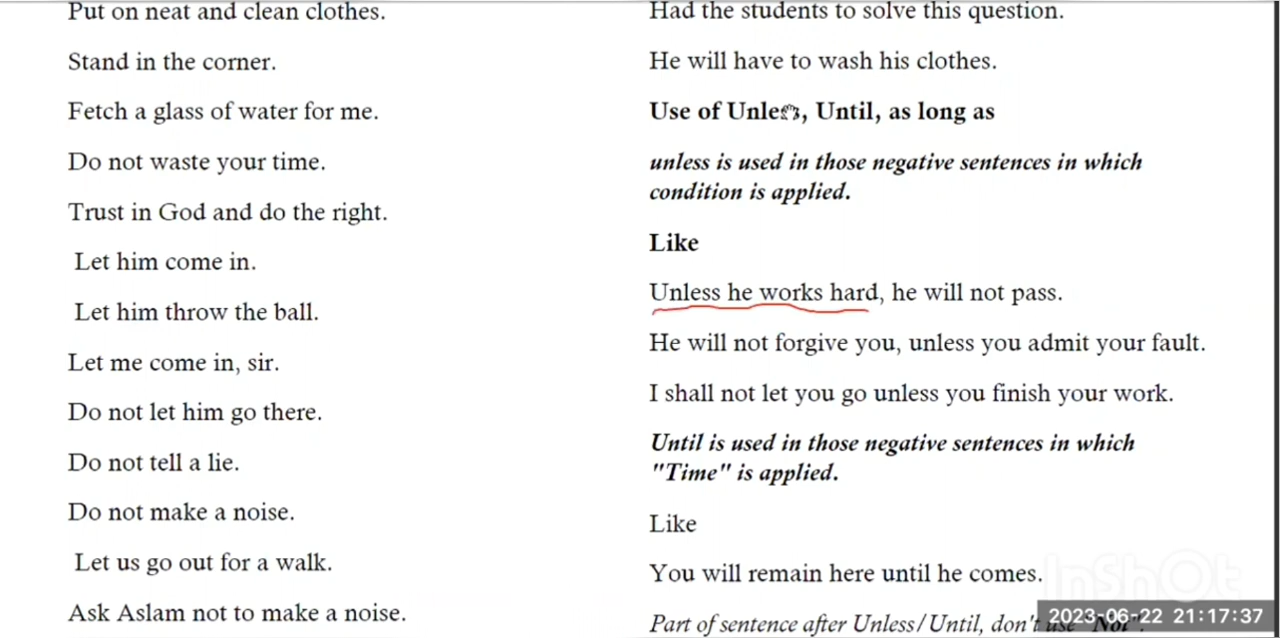 Put on neat and clean clothes.
Stand in the corner.
Fetch a glass of water for me.
Do not waste your time.
Trust in God and do the right.
Let him come in.
Let him throw the ball.
Let me come in, sir.
Do not let him go there.
Do not tell a lie.
Do not make a noise.
Let us go out for a walk.
Ask Aslam not to make a noise.
Had the students to solve this question.
He will have to wash his clothes.
Use of Unless, Until, as long as
unless is used in those negative sentences in which
condition is applied.
Like
Unless he works hard, he will not pass.
He will not forgive you, unless you admit your fault.
I shall not let you go unless you finish your work.
Until is used in those negative sentences in which
"Time" is applied.
Like
You will remain here until he comes.
Part of sentence after Unless/Until, don't use "Not".
InShOt
2023-06-22 21:17:37